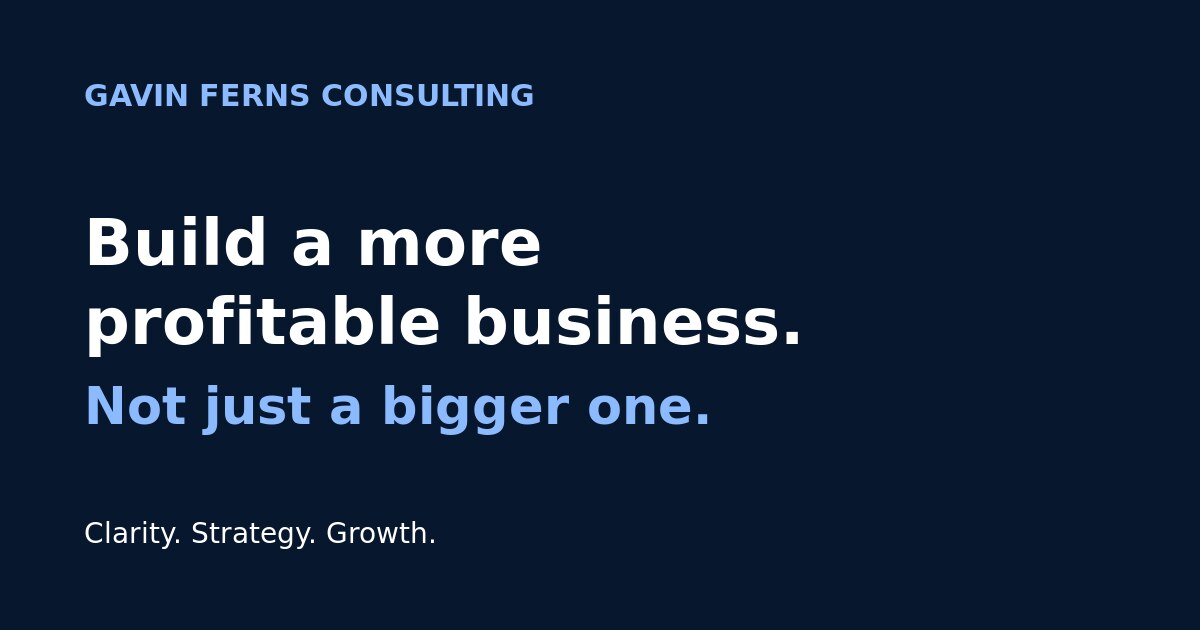 GAVIN FERNS CONSULTING
Build a more
profitable business.
Not just a bigger one.
Clarity. Strategy. Growth.